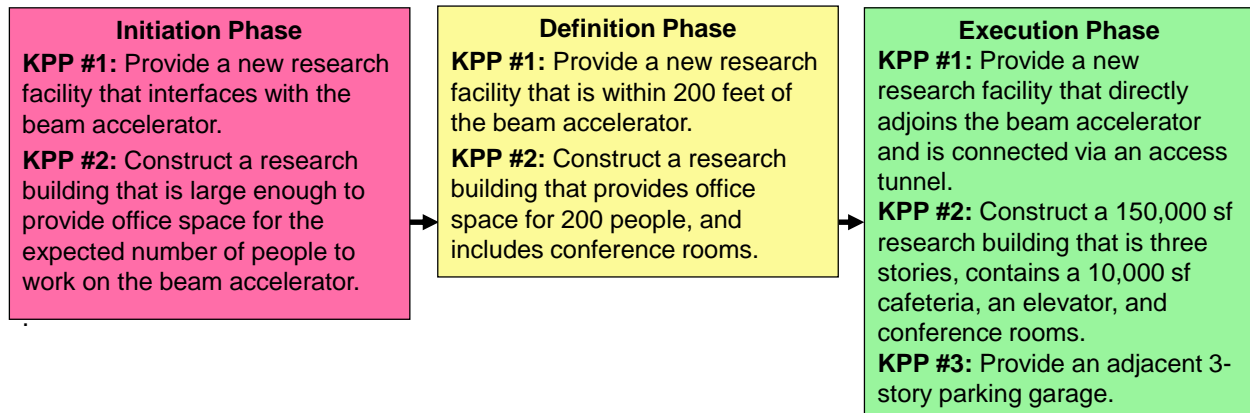 Initiation Phase
KPP #1: Provide a new research
facility that interfaces with the
beam accelerator.
KPP #2: Construct a research
building that is large enough to
provide office space for the
expected number of people to
work on the beam accelerator.
.
Definition Phase
KPP #1: Provide a new research
facility that is within 200 feet of
the beam accelerator.
KPP #2: Construct a research
building that provides office
space for 200 people, and
includes conference rooms.
Execution Phase
KPP #1: Provide a new
research facility that directly
adjoins the beam accelerator
and is connected via an access
tunnel.
KPP #2: Construct a 150,000 sf
research building that is three
stories, contains a 10,000 sf
cafeteria, an elevator, and
conference rooms.
KPP #3: Provide an adjacent 3-
story parking garage.